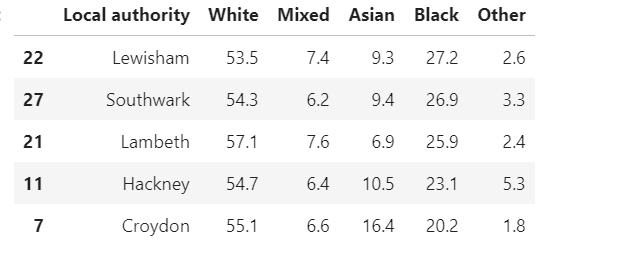 Local authority White Mixed Asian Black Other
22 Lewisham 53.5 7.4 9.3 27.2 2.6
27 Southwark 54.3 6.2 9.4 26.9 3.3
21 Lambeth 57.1 7.6 6.9 25.9 2.4
11 Hackney 54.7 6.4 10.5 23.1 5.3
7 Croydon 55.1 6.6 16.4 20.2 1.8